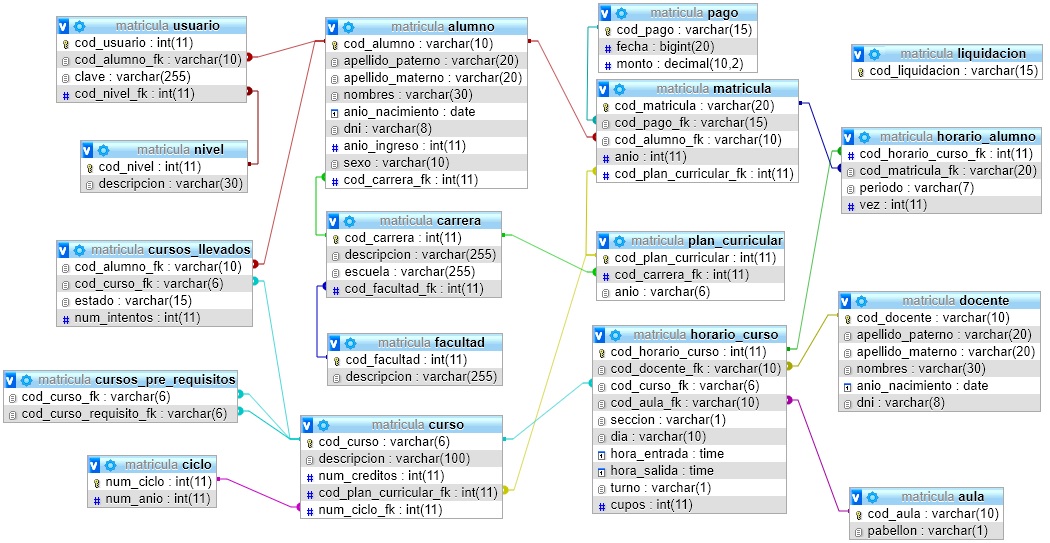 matricula usuario
cod_usuario : int(11)
cod_alumno_fk : varchar(10)
clave : varchar(255)
cod_nivel_fk : int(11)
matricula nivel
cod_nivel : int(11)
descripcion : varchar(30)
matricula cursos_llevados
cod_alumno_fk : varchar(10)
cod_curso_fk : varchar(6)
estado : varchar(15)
num_intentos : int(11)
matricula cursos_pre_requisitos
cod_curso_fk : varchar(6)
cod_curso_requisito_fk : varchar(6)
matricula ciclo
num_ciclo : int(11)
num_anio : int(11)
matricula alumno
cod_alumno : varchar(10)
apellido_paterno : varchar(20)
apellido_materno : varchar(20)
nombres : varchar(30)
anio_nacimiento : date
dni : varchar(8)
anio_ingreso : int(11)
sexo : varchar(10)
cod_carrera_fk : int(11)
matricula carrera
cod_carrera : int(11)
descripcion : varchar(255)
escuela : varchar(255)
cod_facultad_fk : int(11)
matricula facultad
cod_facultad : int(11)
descripcion : varchar(255)
matricula curso
cod_curso : varchar(6)
descripcion : varchar(100)
num_creditos : int(11)
cod_plan_curricular_fk : int(11)
num_ciclo_fk : int(11)
matricula pago
cod_pago : varchar(15)
fecha : bigint(20)
monto : decimal(10,2)
matricula matricula
cod_matricula : varchar(20)
cod_pago_fk : varchar(15)
cod_alumno_fk : varchar(10)
anio : int(11)
cod_plan_curricular_fk : int(11)
matricula plan_curricular
cod_plan_curricular : int(11)
cod_carrera_fk : int(11)
anio : varchar(6)
matricula horario_curso
cod_horario_curso : int(11)
cod_docente_fk : varchar(10)
cod_curso_fk : varchar(6)
cod_aula_fk : varchar(10)
seccion : varchar(1)
dia : varchar(10)
hora_entrada : time
hora_salida : time
turno : varchar(1)
cupos : int(11)
matricula liquidacion
cod_liquidacion : varchar(15)
matricula horario_alumno
cod_horario_curso_fk : int(11)
cod_matricula_fk : varchar(20)
periodo : varchar(7)
vez : int(11)
matricula docente
cod_docente : varchar(10)
apellido_paterno : varchar(20)
apellido_materno : varchar(20)
nombres : varchar(30)
anio_nacimiento : date
dni : varchar(8)
matricula aula
cod_aula : varchar(10)
pabellon : varchar(1)